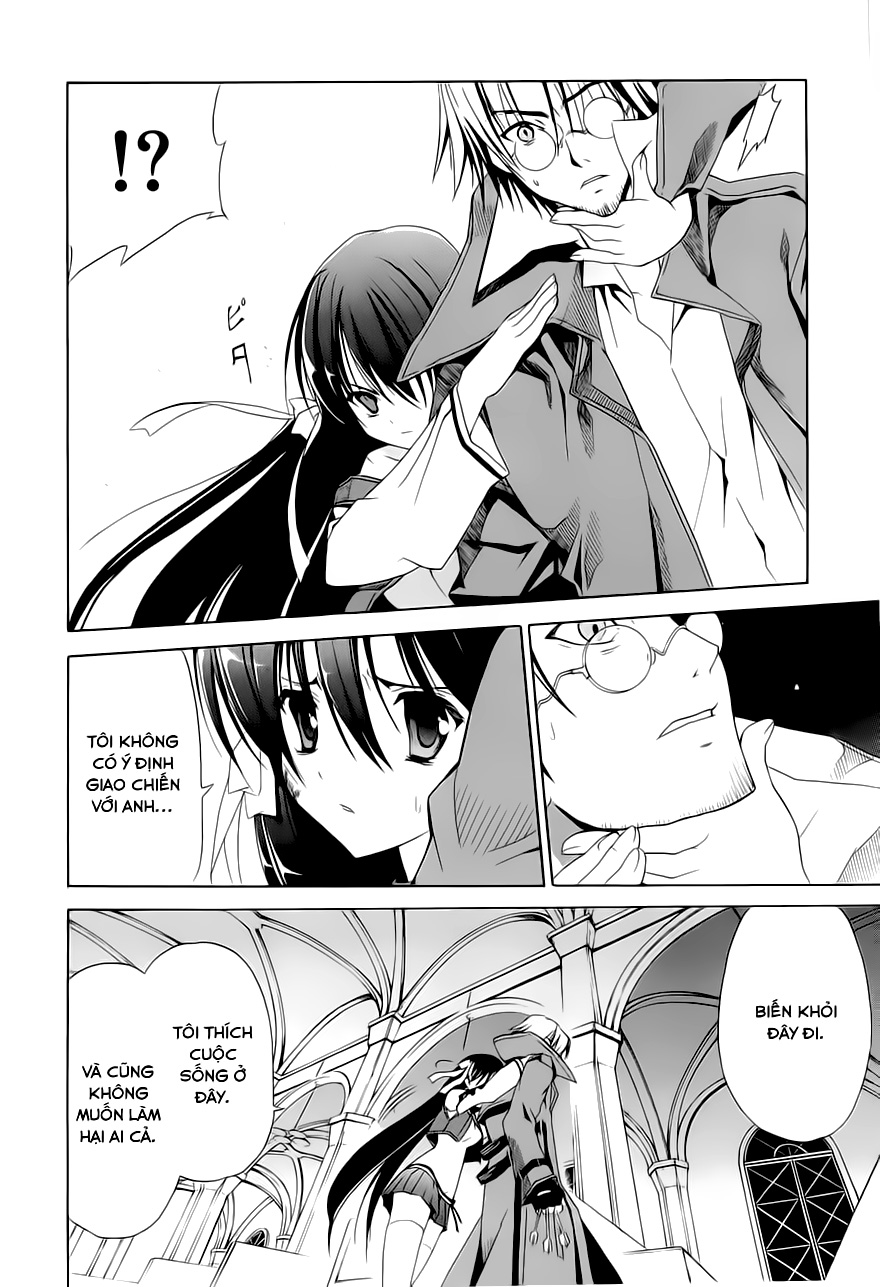 !?
ピタ
TÔI KHÔNG
CÓ Ý ĐỊNH
GIAO CHIẾN
VỚI ANH...
BIẾN KHỎI
ĐÂY ĐI.
TÔI THÍCH
CUỘC
SỐNG Ở
ĐÂY.
VÀ CŨNG
KHÔNG
MUỐN LÀM
HẠI AI CẢ.